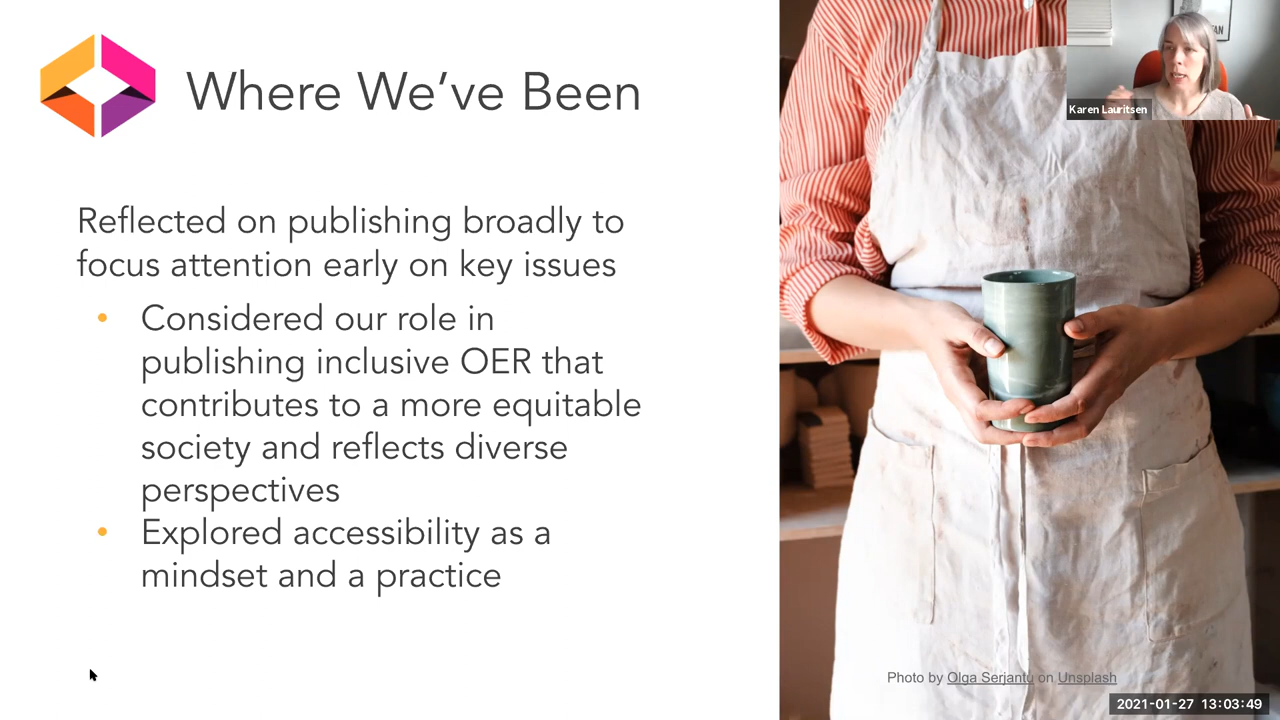 Where We've Been
Reflected on publishing broadly to
focus attention early on key issues
• Considered our role in
publishing inclusive OER that
contributes to a more equitable
society and reflects diverse
perspectives
• Explored accessibility as a
mindset and a practice
Karen Lauritsen
Photo by Olga Serjantu on Unsplash
2021-01-27 13:03:49